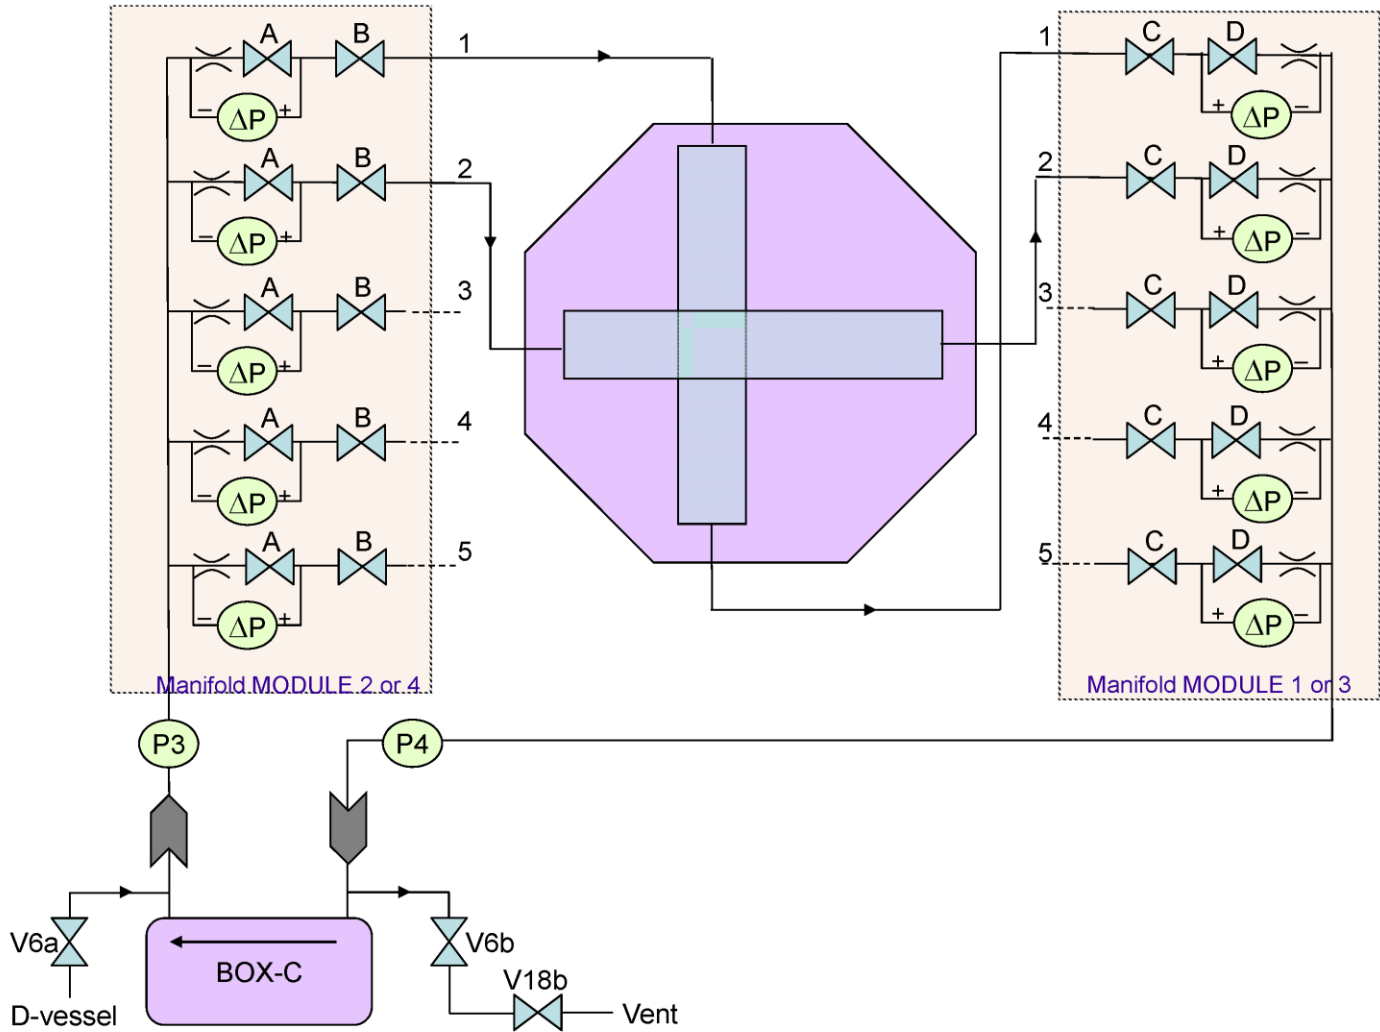 A B 1
− ΔP +
A B 2
− ΔP +
A B 3
− ΔP +
A B 4
− ΔP +
A B 5
− ΔP +
Manifold MODULE 2 or 4
1 C D
+ ΔP −
2 C D
+ ΔP −
3 C D
+ ΔP −
4 C D
+ ΔP −
5 C D
+ ΔP −
Manifold MODULE 1 or 3
P3
P4
V6a
D-vessel
BOX-C
V6b
V18b
Vent